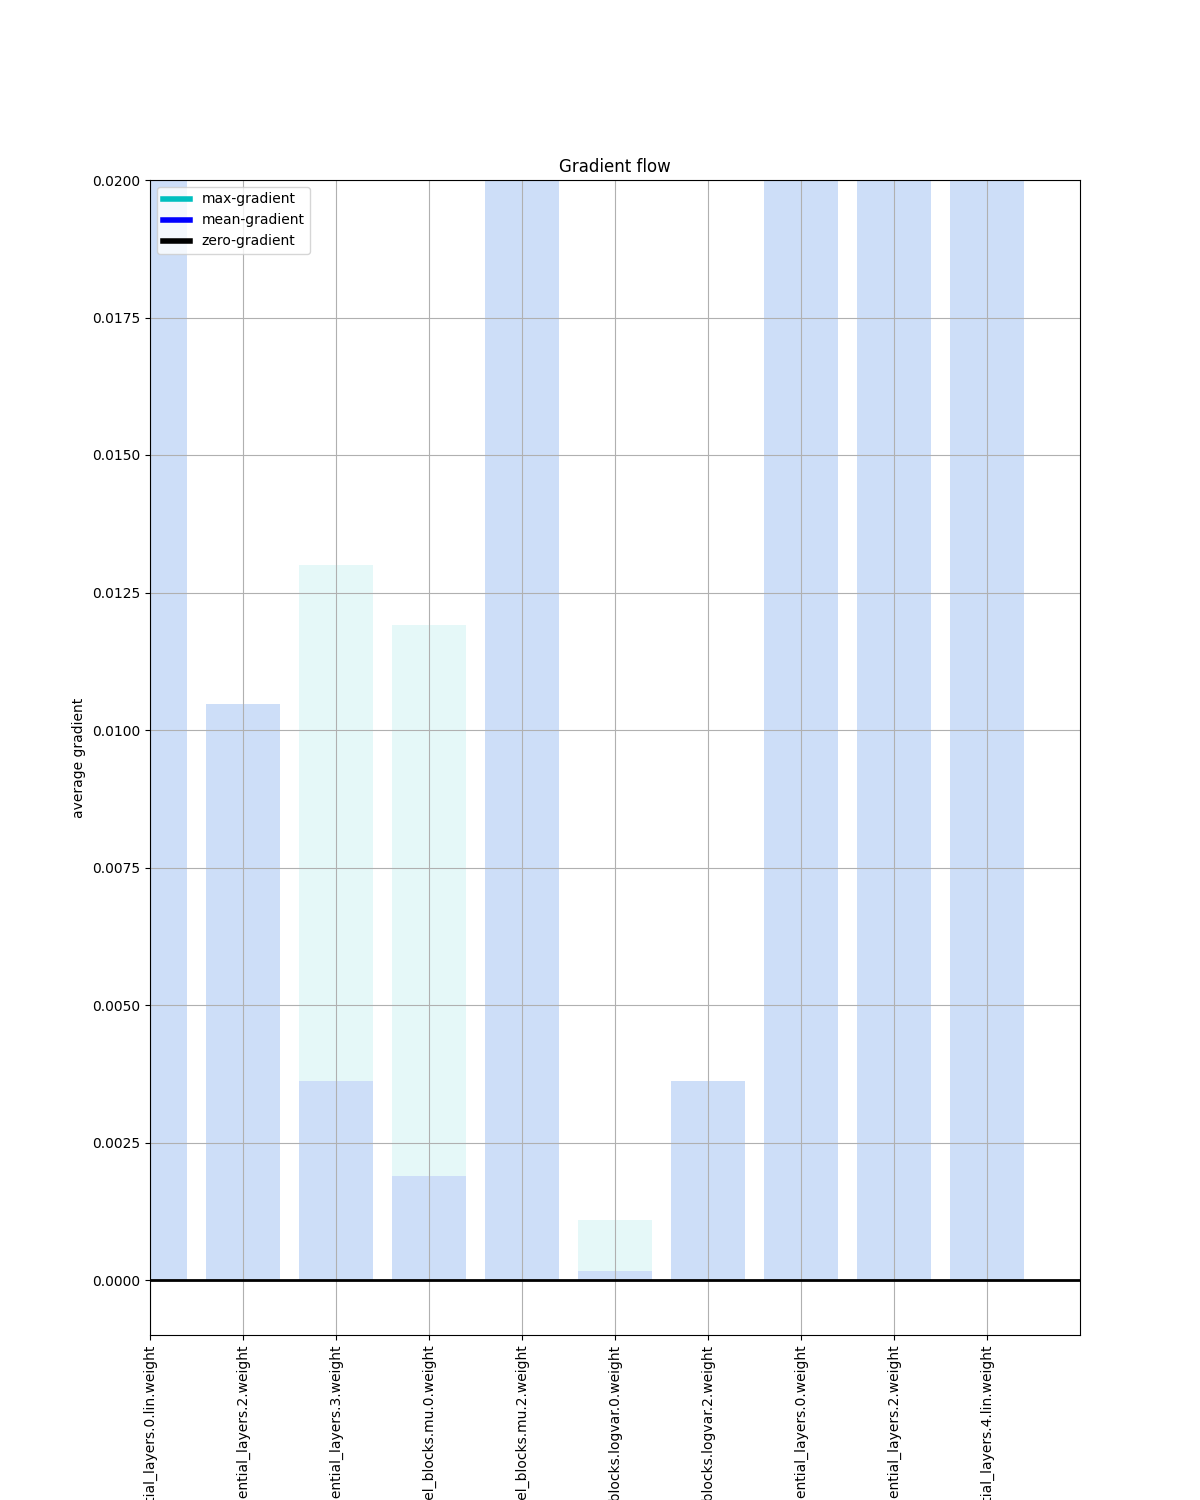 Gradient flow
max-gradient
mean-gradient
zero-gradient
average gradient
0.0200
0.0175
0.0150
0.0125
0.0100
0.0075
0.0050
0.0025
0.0000
tial_layers.0.lin.weight
ential_layers.2.weight
ential_layers.3.weight
el_blocks.mu.0.weight
el_blocks.mu.2.weight
blocks.logvar.0.weight
blocks.logvar.2.weight
ential_layers.0.weight
ential_layers.2.weight
tial_layers.4.lin.weight